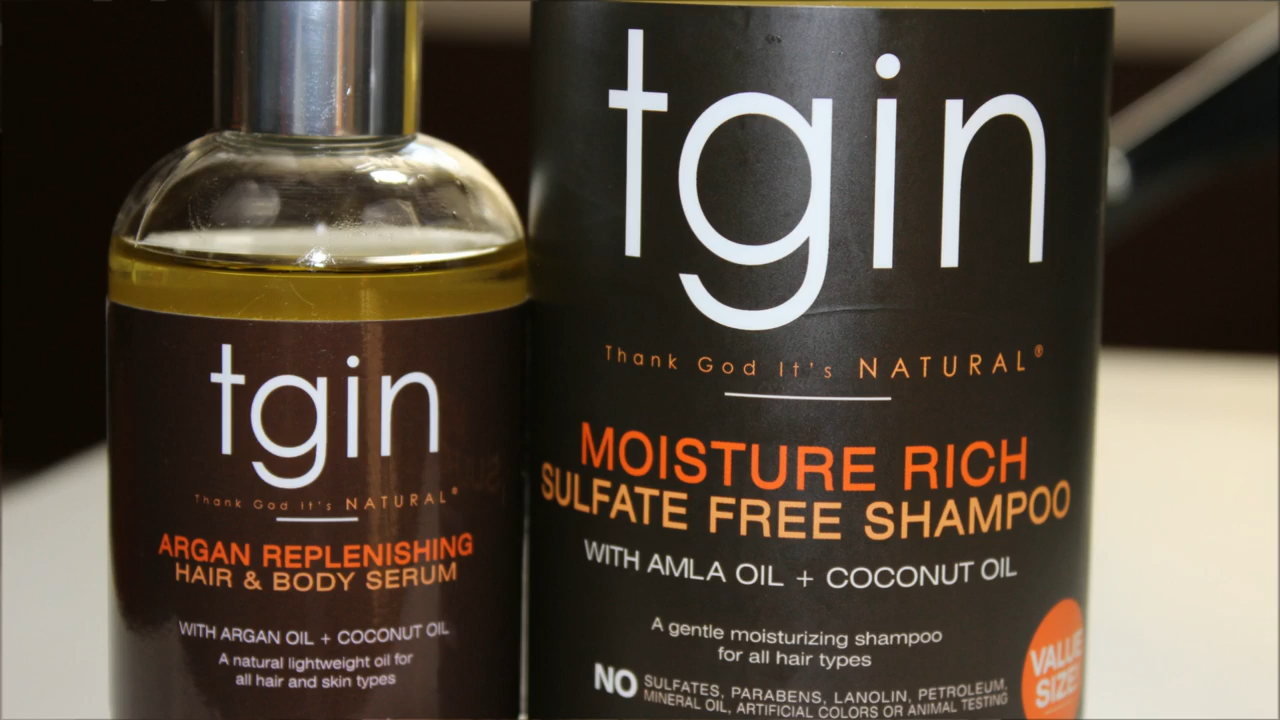 tgin
Thank God It's NATURAL®
ARGAN REPLENISHING
HAIR & BODY SERUM
WITH ARGAN OIL + COCONUT OIL
A natural lightweight oil for
all hair and skin types
tgin
Thank God It's NATURAL®
MOISTURE RICH
SULFATE FREE SHAMPOO
WITH AMLA OIL + COCONUT OIL
A gentle moisturizing shampoo
for all hair types
NO SULFATES, PARABENS, LANOLIN, PETROLEUM,
MINERAL OIL, ARTIFICIAL COLORS OR ANIMAL TESTING
VALUE
SIZE